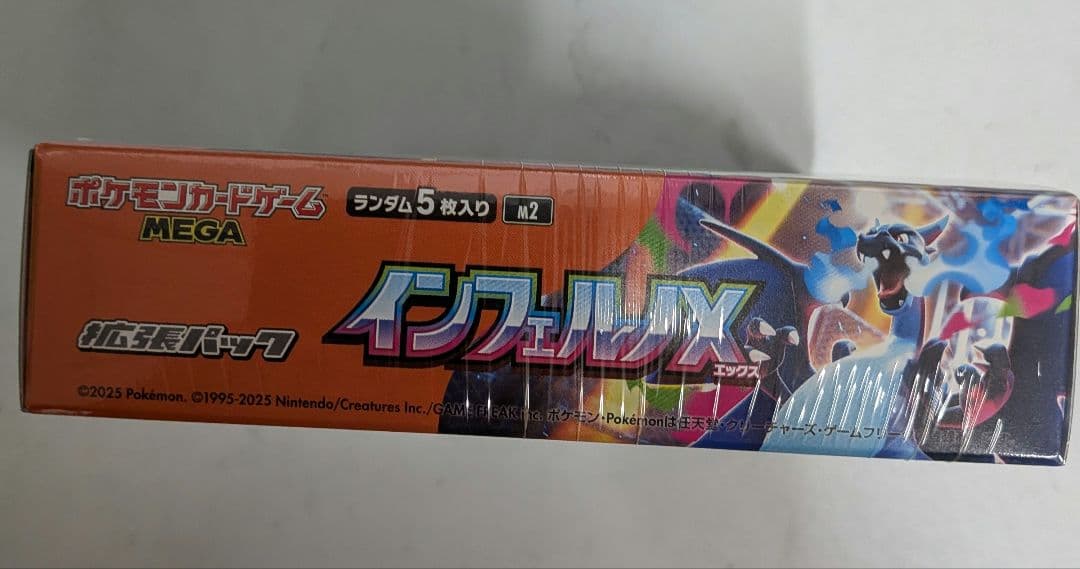 ポケモンカードゲーム
MEGA
ランダム5枚入り M2
インフェルノX
エックス
拡張パック
©2025 Pokémon. ©1995-2025 Nintendo/Creatures Inc./GAME FREAK inc. ポケモン・Pokémonは任天堂・クリーチャーズ・ゲームフリー